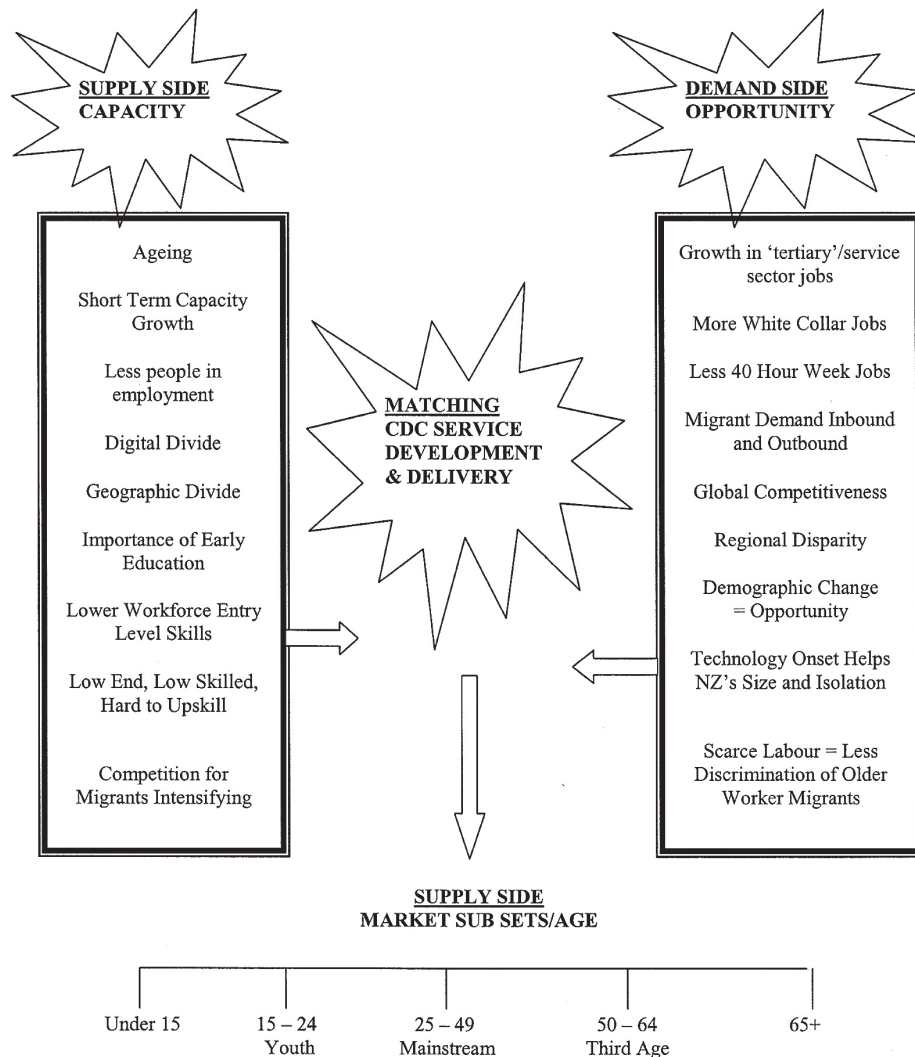 SUPPLY SIDE
CAPACITY
Ageing
Short Term Capacity
Growth
Less people in
employment
Digital Divide
Geographic Divide
Importance of Early
Education
Lower Workforce Entry
Level Skills
Low End, Low Skilled,
Hard to Upskill
Competition for
Migrants Intensifying
MATCHING
CDC SERVICE
DEVELOPMENT
& DELIVERY
DEMAND SIDE
OPPORTUNITY
Growth in ‘tertiary’/service
sector jobs
More White Collar Jobs
Less 40 Hour Week Jobs
Migrant Demand Inbound
and Outbound
Global Competitiveness
Regional Disparity
Demographic Change
= Opportunity
Technology Onset Helps
NZ’s Size and Isolation
Scarce Labour = Less
Discrimination of Older
Worker Migrants
SUPPLY SIDE
MARKET SUB SETS/AGE
Under 15
15 – 24
Youth
25 – 49
Mainstream
50 – 64
Third Age
65+